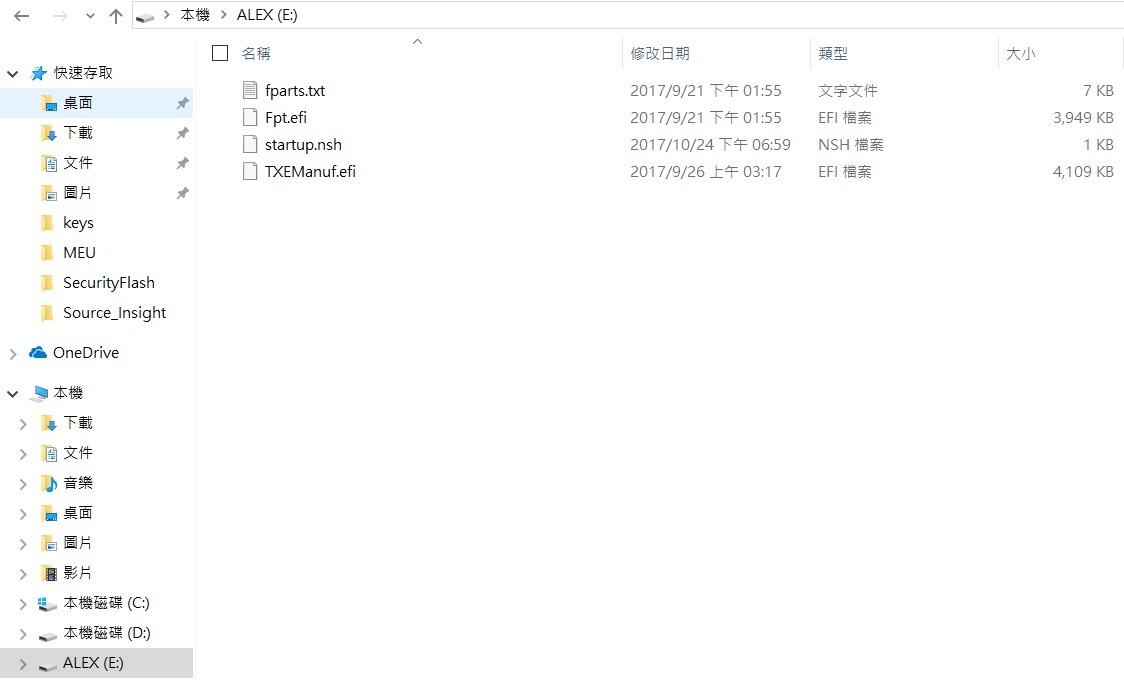 本機 > ALEX (E:)
快速存取
桌面
下載
文件
圖片
keys
MEU
SecurityFlash
Source_Insight
OneDrive
本機
下載
文件
音樂
桌面
圖片
影片
本機磁碟 (C:)
本機磁碟 (D:)
ALEX (E:)
名稱 修改日期 類型 大小
fparts.txt 2017/9/21 下午 01:55 文字文件 7 KB
Fpt.efi 2017/9/21 下午 01:55 EFI 檔案 3,949 KB
startup.nsh 2017/10/24 下午 06:59 NSH 檔案 1 KB
TXEManuf.efi 2017/9/26 上午 03:17 EFI 檔案 4,109 KB